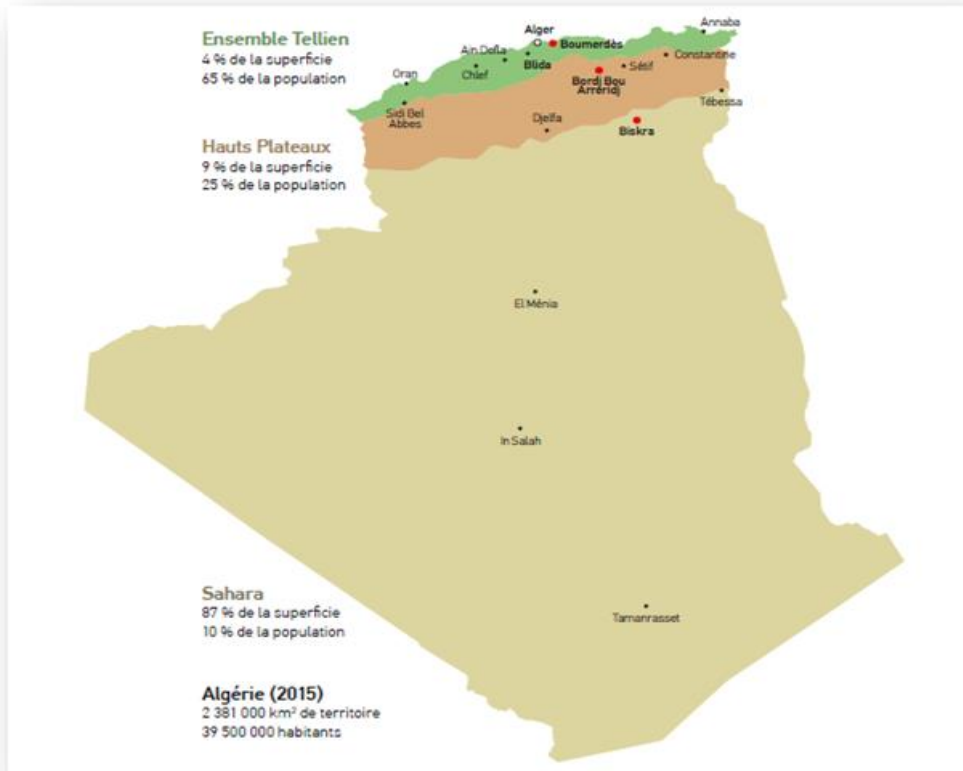 Ensemble Tellien
4 % de la superficie
65 % de la population
Annaba
Alger
Boumerdès
Ain Defla
Blida
Constantine
Oran
Chlef
Sétif
Bordj Bou
Arréridj
Tébessa
Sidi Bel
Abbes
Djelfa
Biskra
Hauts Plateaux
9 % de la superficie
25 % de la population
El Ménia
In Salah
Sahara
87 % de la superficie
10 % de la population
Tamanrasset
Algérie (2015)
2 381 000 km² de territoire
39 500 000 habitants